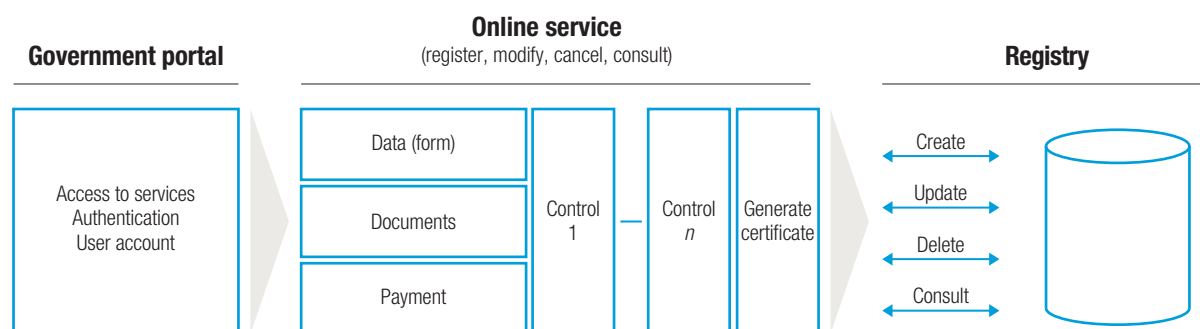 Government portal
Online service
(register, modify, cancel, consult)
Registry
Access to services
Authentication
User account
Data (form)
Documents
Payment
Control
1
Control
n
Generate
certificate
Create
Update
Delete
Consult